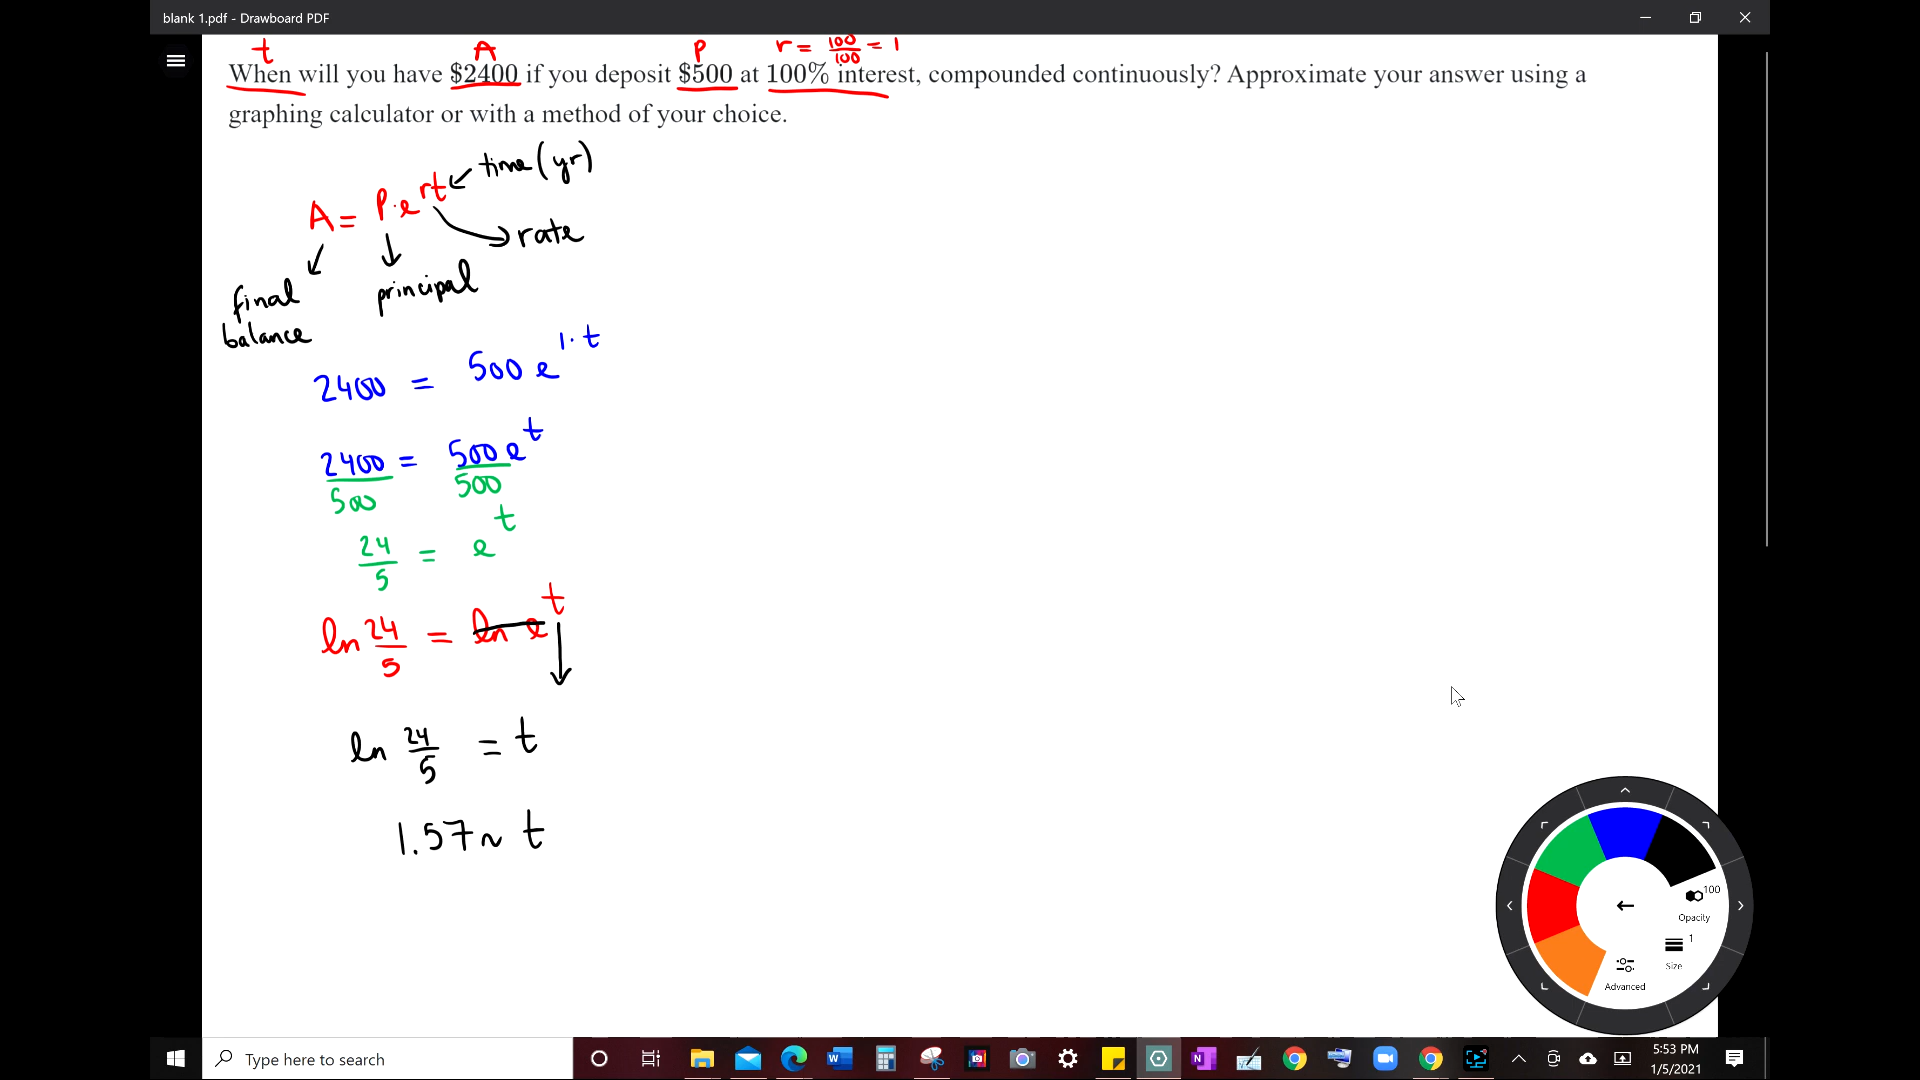 blank 1.pdf - Drawboard PDF
t A P r = 100/100 = 1
When will you have $2400 if you deposit $500 at 100% interest, compounded continuously? Approximate your answer using a
graphing calculator or with a method of your choice.
time (yr)
A = P·e^rt
rate
final
balance
principal
2400 = 500 e^1·t
2400/500 = 500 e^t/500
24/5 = e^t
ln 24/5 = ln e^t
ln 24/5 = t
1.57 ~ t
100
Opacity
1
Size
Advanced
Type here to search
5:53 PM
1/5/2021